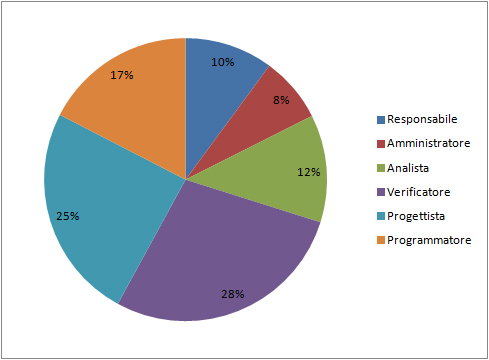 10%
8%
12%
28%
25%
17%
Responsabile
Amministratore
Analista
Verificatore
Progettista
Programmatore